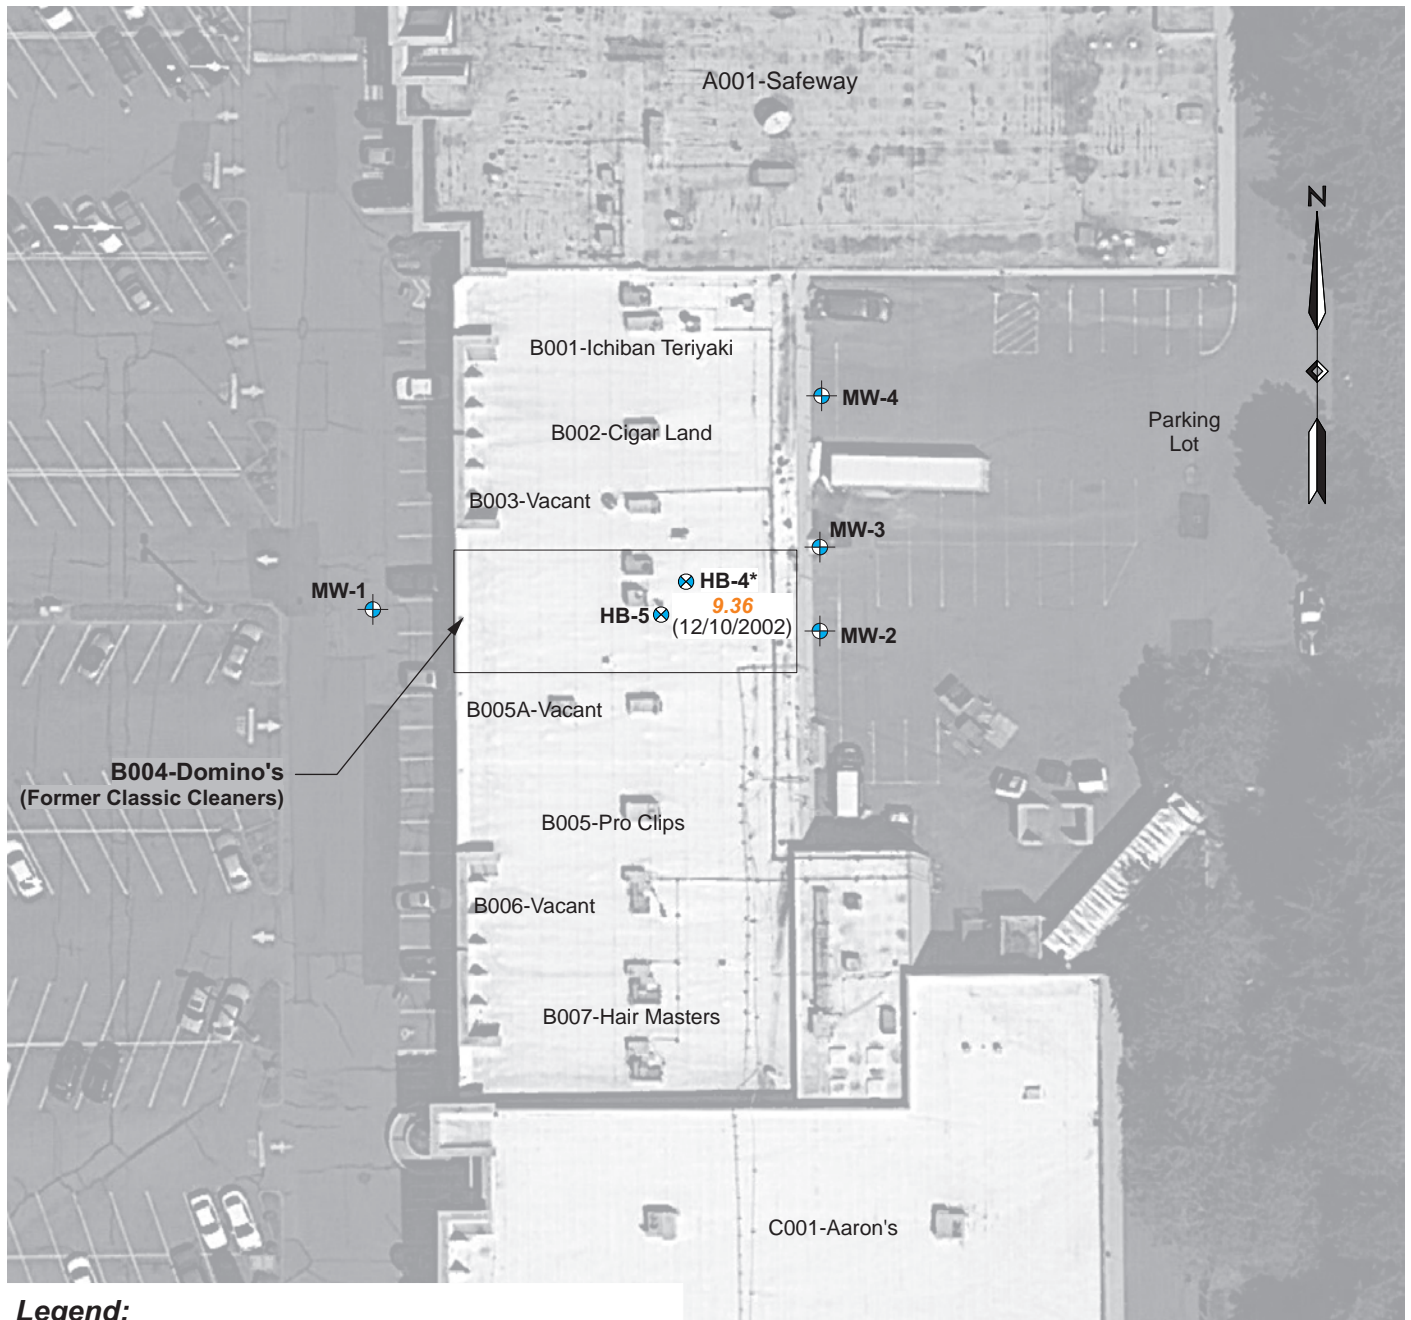 A001-Safeway
N
B001-Ichiban Teriyaki
MW-4
B002-Cigar Land
Parking
Lot
B003-Vacant
MW-3
MW-1
HB-4*
9.36
HB-5
(12/10/2002)
MW-2
B005A-Vacant
B004-Domino's
(Former Classic Cleaners)
B005-Pro Clips
B006-Vacant
B007-Hair Masters
C001-Aaron's
Legend: